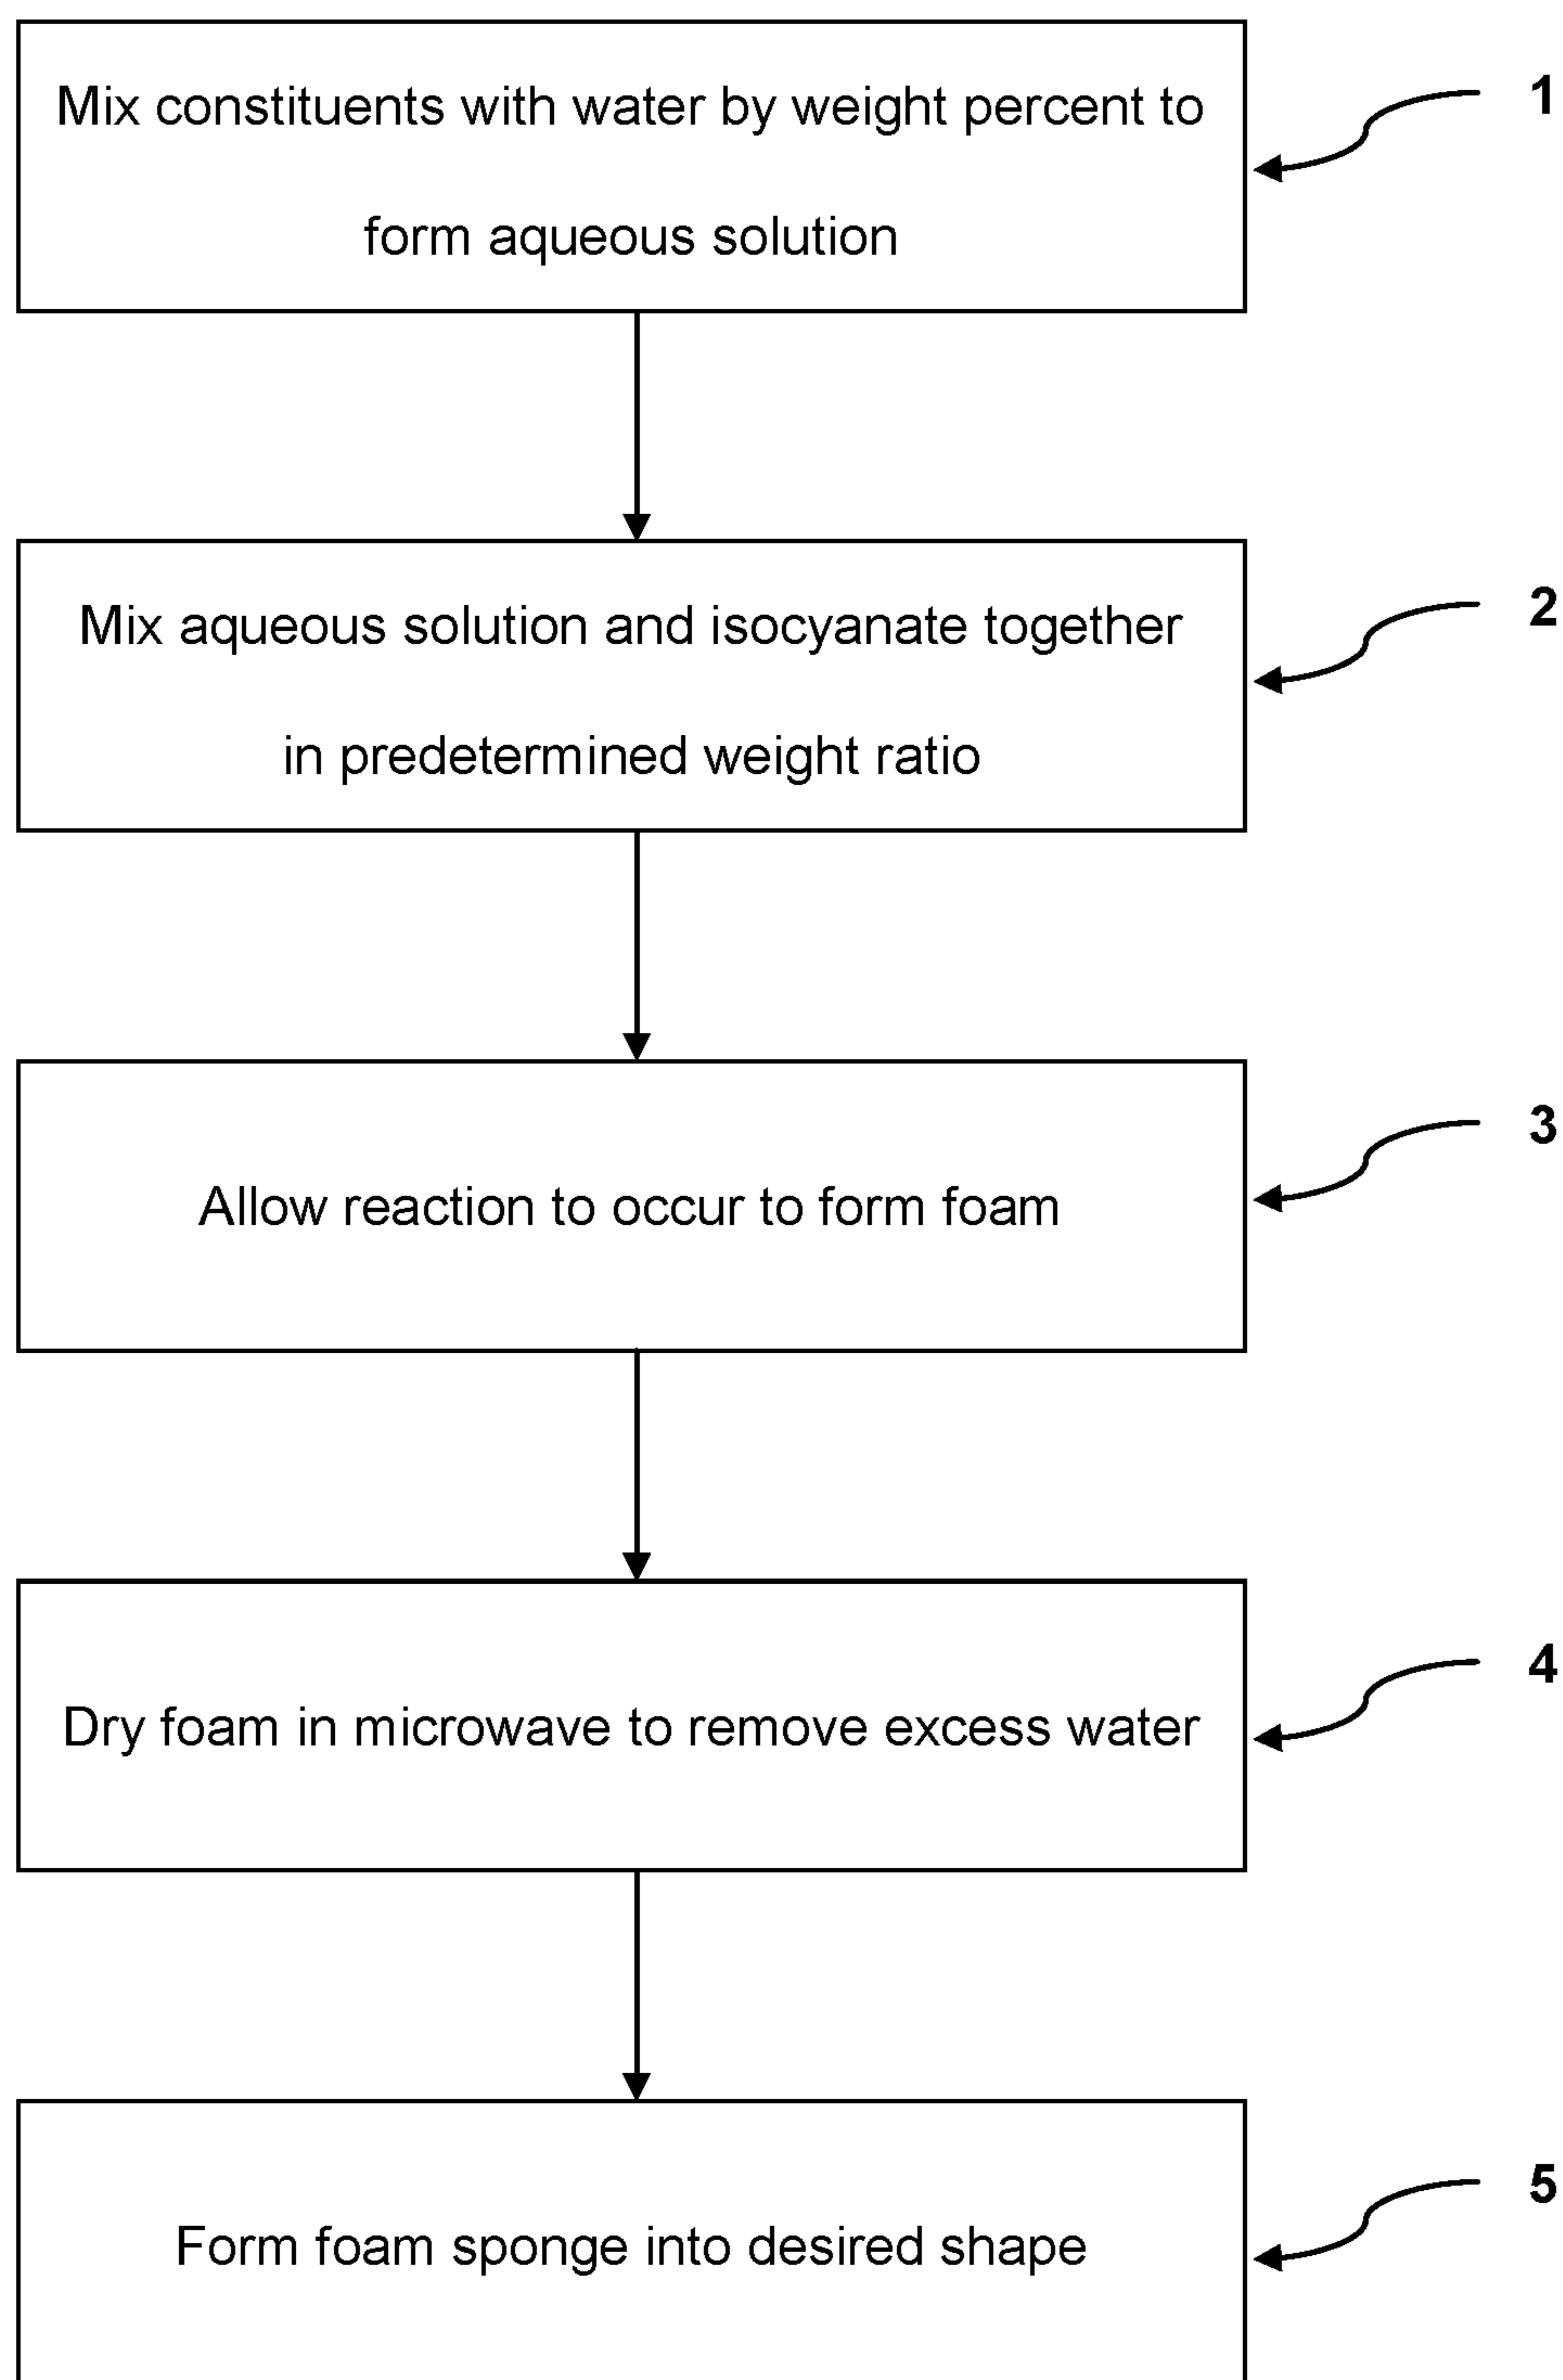 Mix constituents with water by weight percent to
form aqueous solution
1
Mix aqueous solution and isocyanate together
in predetermined weight ratio
2
Allow reaction to occur to form foam
3
Dry foam in microwave to remove excess water
4
Form foam sponge into desired shape
5